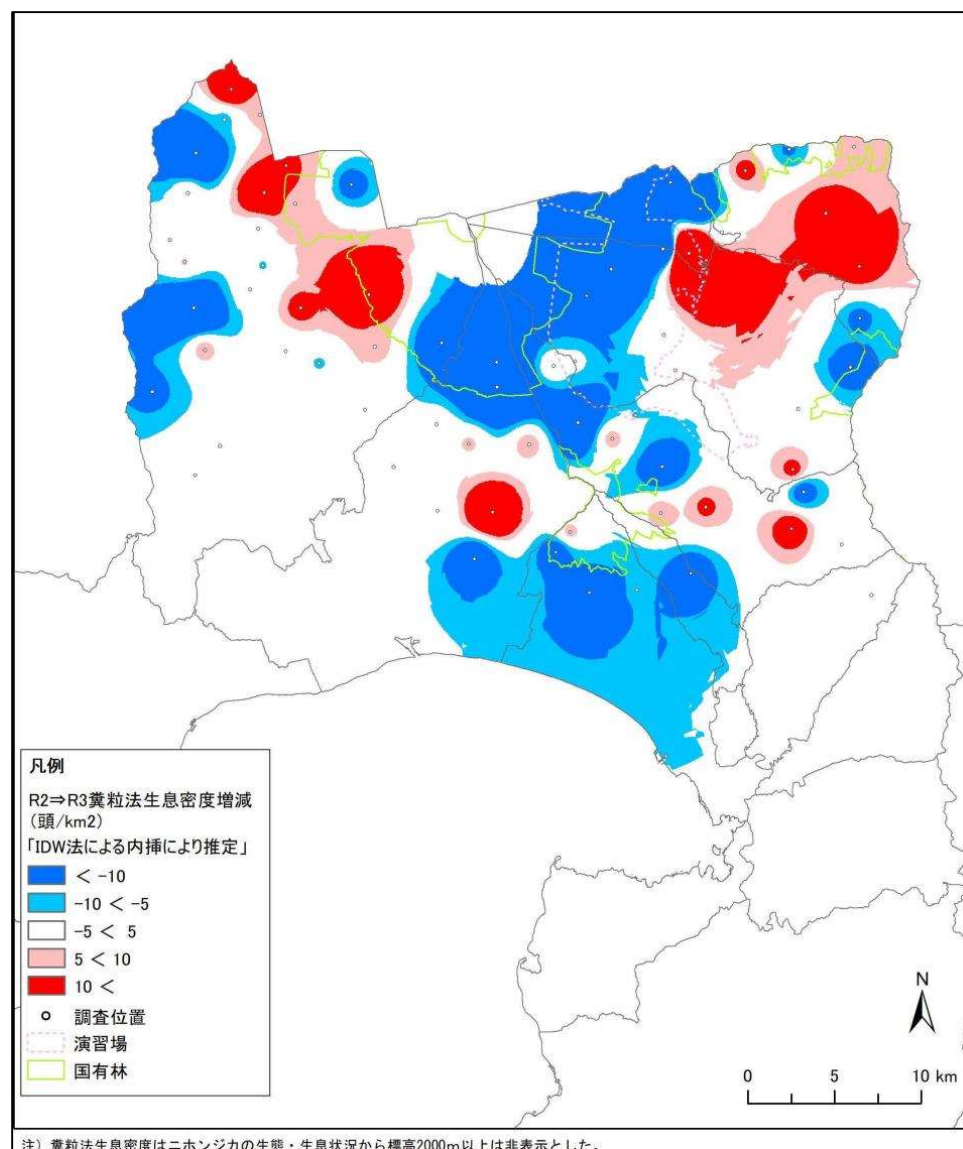 凡例
R2⇒R3糞粒法生息密度増減
(頭/km2)
「IDW法による内挿により推定」
< -10
-10 < -5
-5 < 5
5 < 10
10 <
調査位置
演習場
国有林
N
0 5 10 km
注）糞粒法生息密度はニホンジカの生態・生息状況から標高2000m以上は非表示とした。